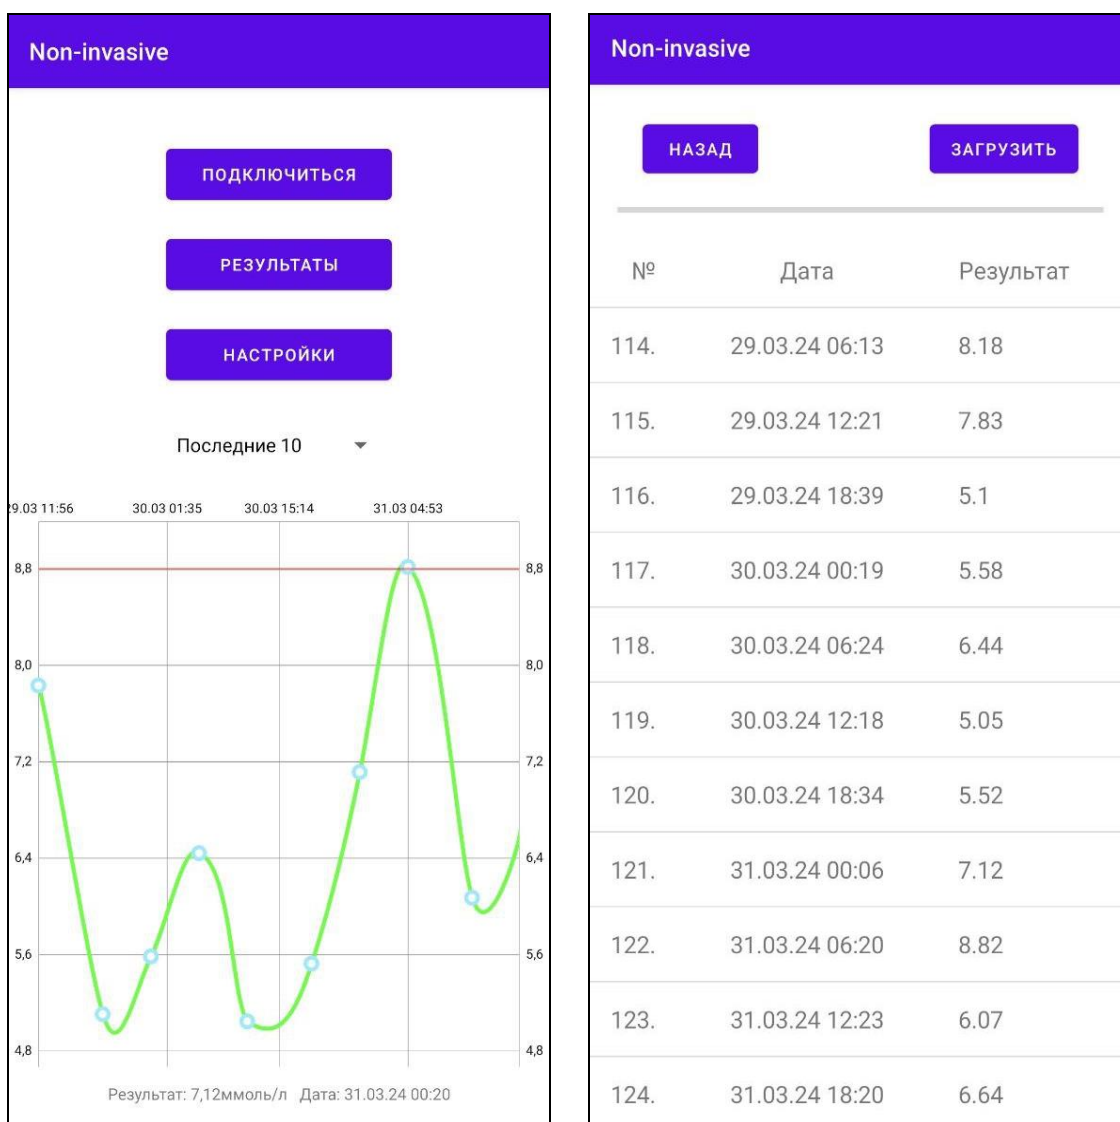 Non-invasive
ПОДКЛЮЧИТЬСЯ
РЕЗУЛЬТАТЫ
НАСТРОЙКИ
Последние 10
29.03 11:56 30.03 01:35 30.03 15:14 31.03 04:53
8,8 8,8
8,0 8,0
7,2 7,2
6,4 6,4
5,6 5,6
4,8 4,8
Результат: 7,12ммоль/л Дата: 31.03.24 00:20
Non-invasive
НАЗАД ЗАГРУЗИТЬ
№ Дата Результат
114. 29.03.24 06:13 8.18
115. 29.03.24 12:21 7.83
116. 29.03.24 18:39 5.1
117. 30.03.24 00:19 5.58
118. 30.03.24 06:24 6.44
119. 30.03.24 12:18 5.05
120. 30.03.24 18:34 5.52
121. 31.03.24 00:06 7.12
122. 31.03.24 06:20 8.82
123. 31.03.24 12:23 6.07
124. 31.03.24 18:20 6.64